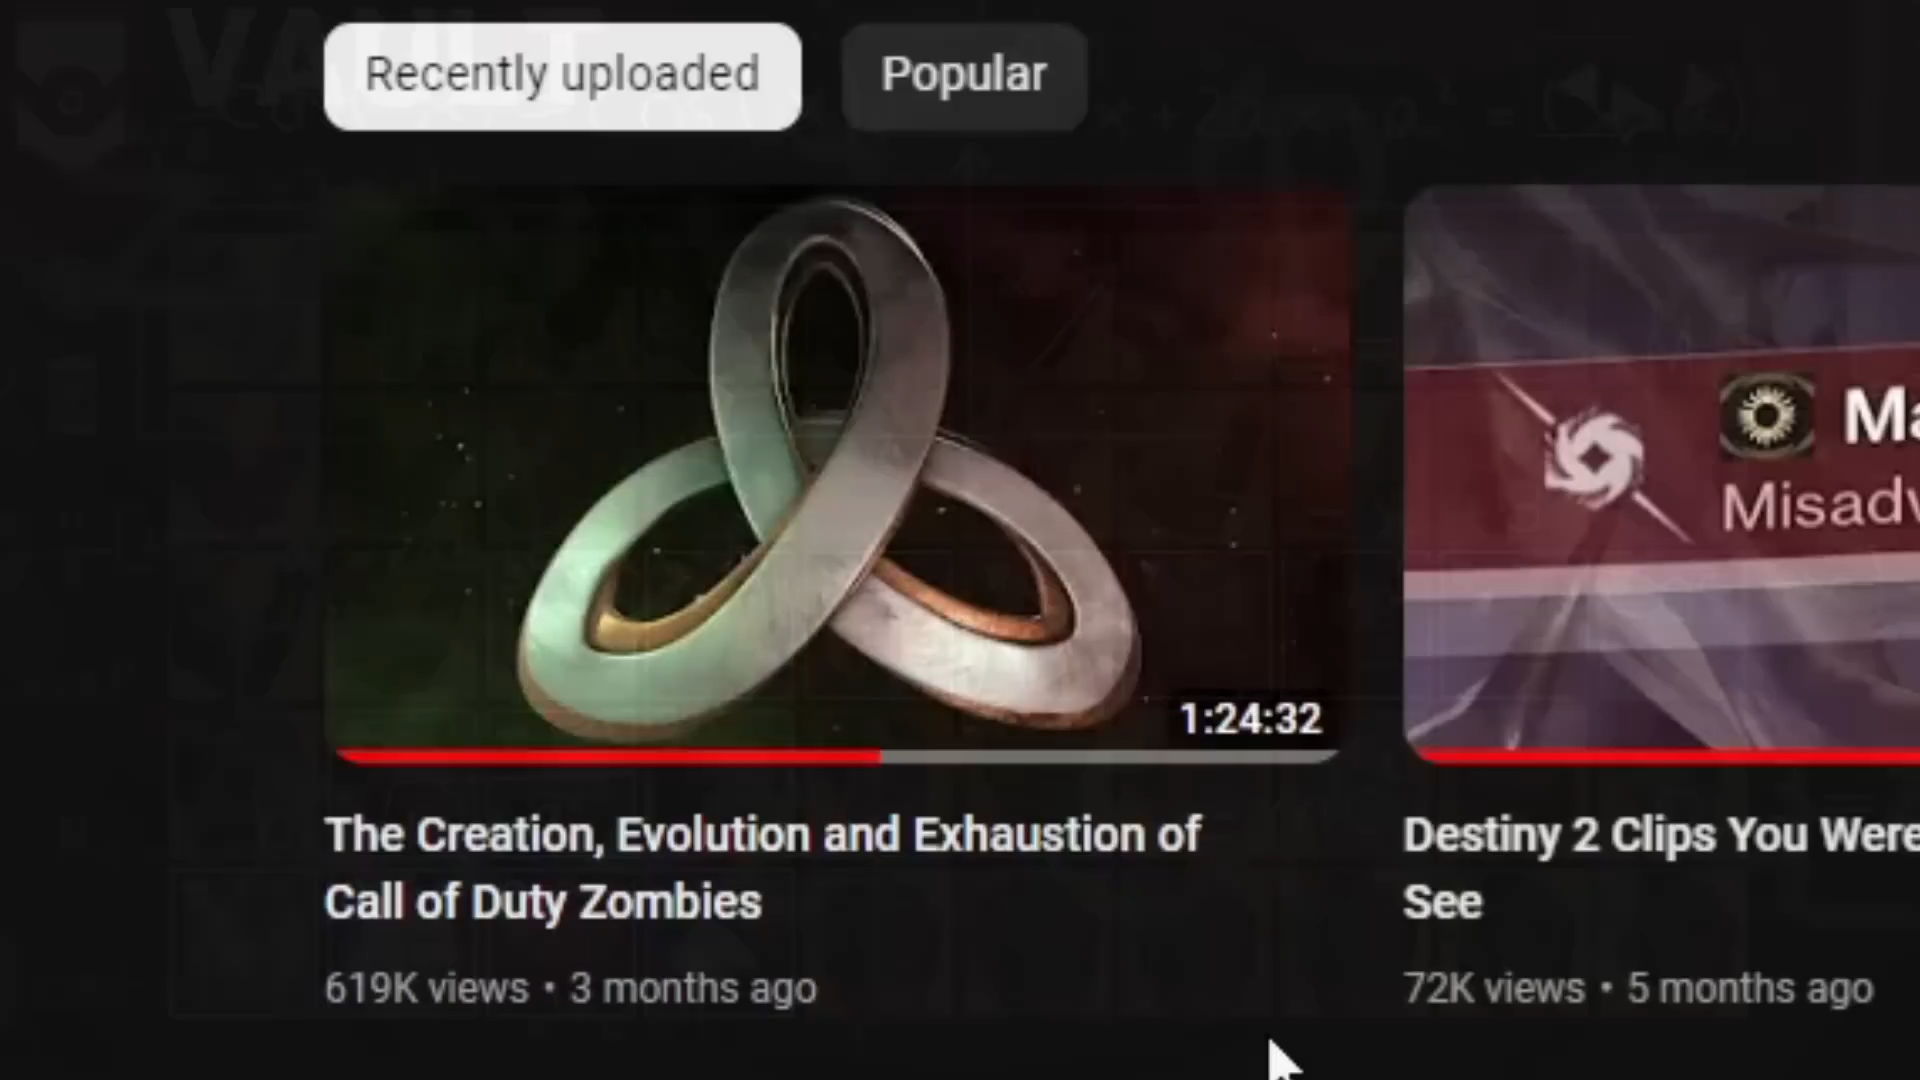 VAULT
Recently uploaded
Popular
1:24:32
The Creation, Evolution and Exhaustion of
Call of Duty Zombies
619K views • 3 months ago
Destiny 2 Clips You Were
See
72K views • 5 months ago